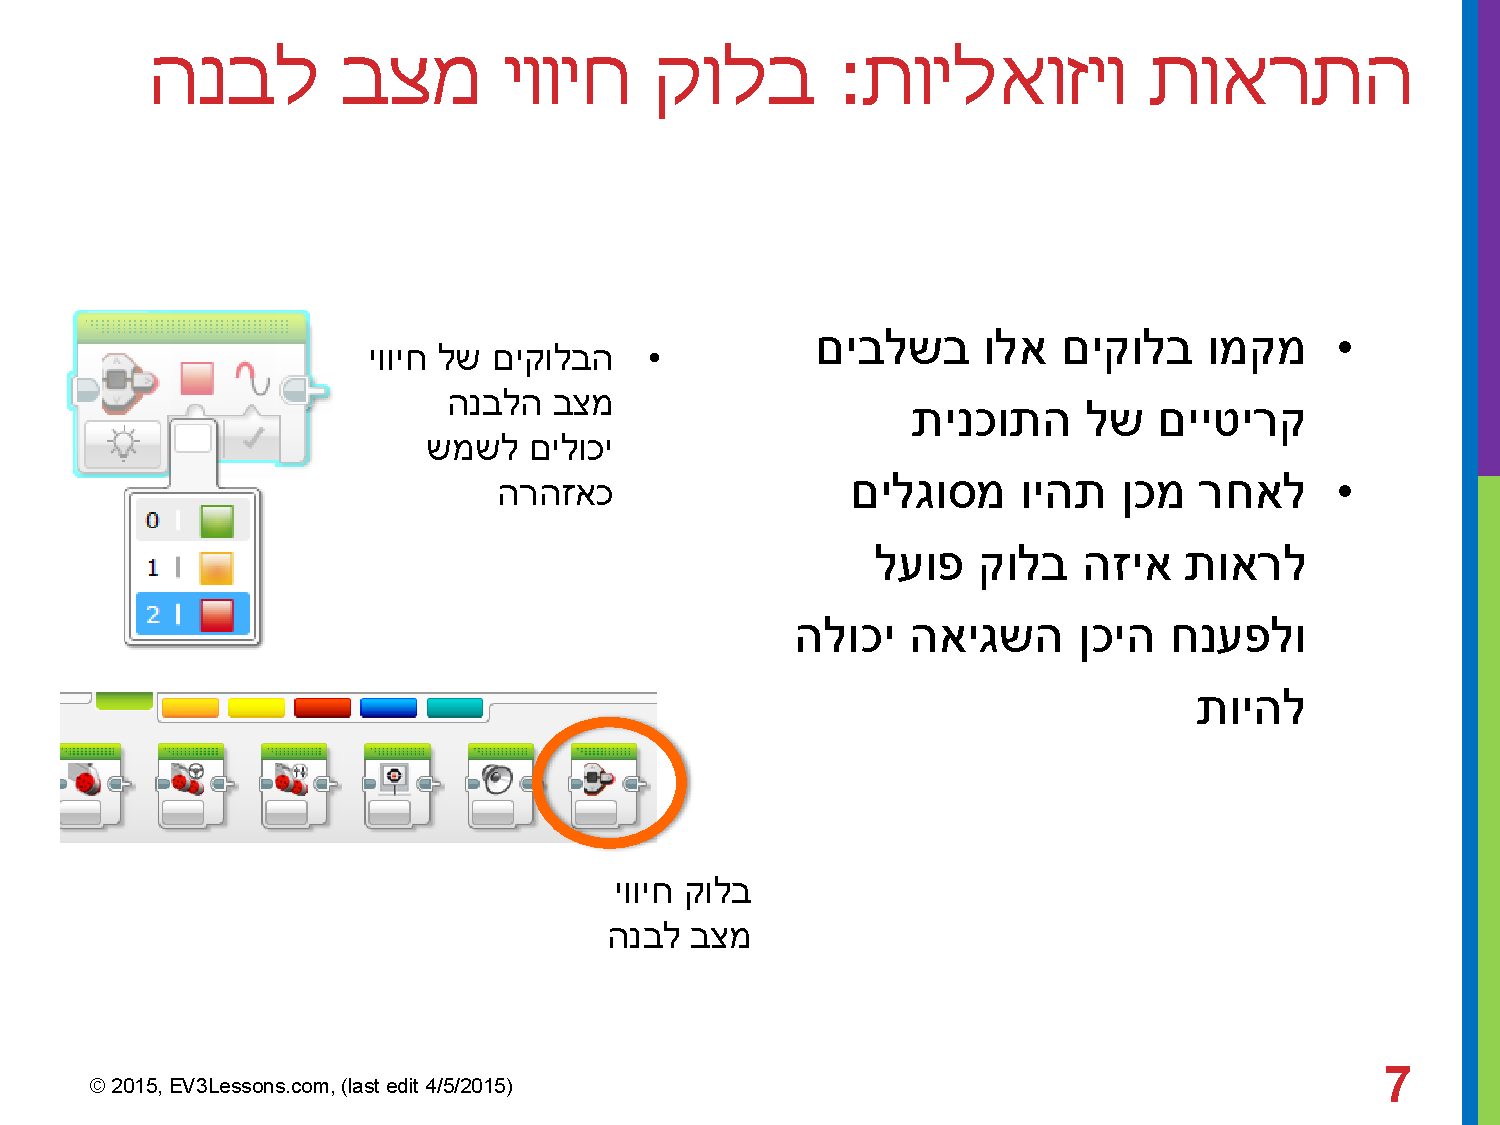 התראות ויזואליות: בלוק חיווי מצב לבנה
• מקמו בלוקים אלו בשלבים
קריטיים של התוכנית
• לאחר מכן תהיו מסוגלים
לראות איזה בלוק פועל
ולפענח היכן השגיאה יכולה
להיות
• הבלוקים של חיווי
מצב הלבנה
יכולים לשמש
כאזהרה
0
1
2
בלוק חיווי
מצב לבנה
© 2015, EV3Lessons.com, (last edit 4/5/2015)
7